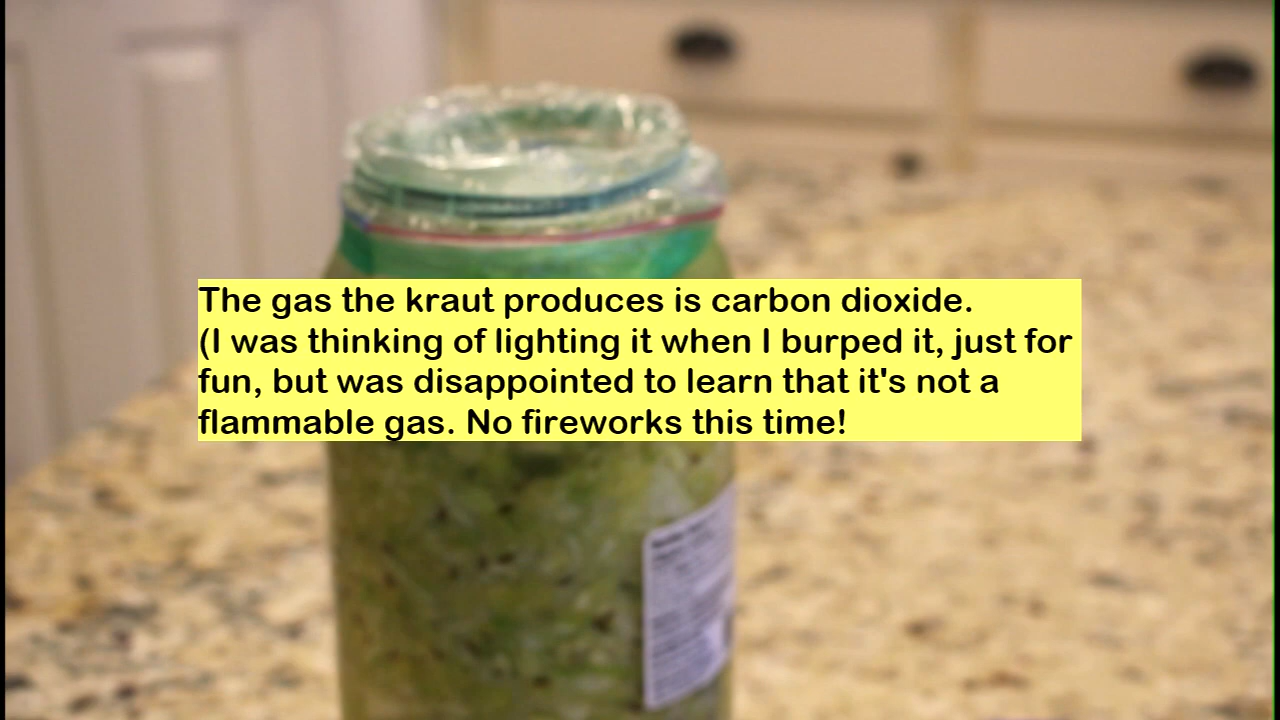 The gas the kraut produces is carbon dioxide.
(I was thinking of lighting it when I burped it, just for
fun, but was disappointed to learn that it's not a
flammable gas. No fireworks this time!